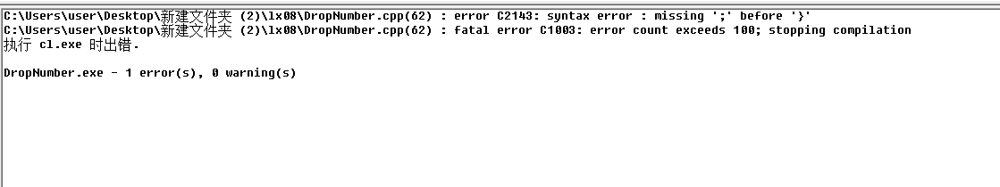 C:\Users\user\Desktop\新建文件夹 (2)\lx08\DropNumber.cpp(62) : error C2143: syntax error : missing ';' before '}'
C:\Users\user\Desktop\新建文件夹 (2)\lx08\DropNumber.cpp(62) : fatal error C1003: error count exceeds 100; stopping compilation
执行 cl.exe 时出错.
DropNumber.exe - 1 error(s), 0 warning(s)